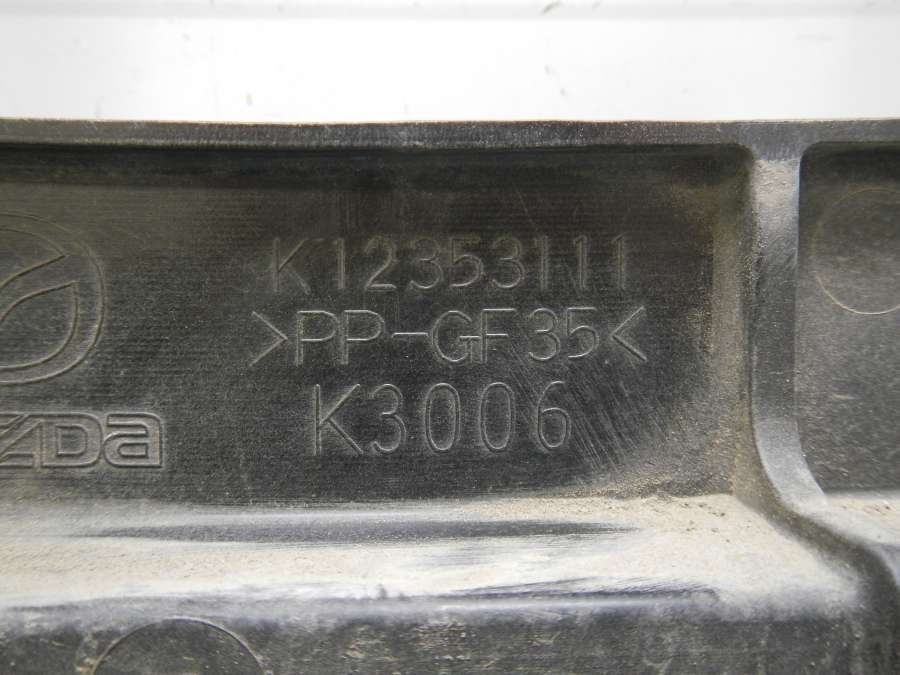 K12353111
>PP-GF35<
K3006
ZDa